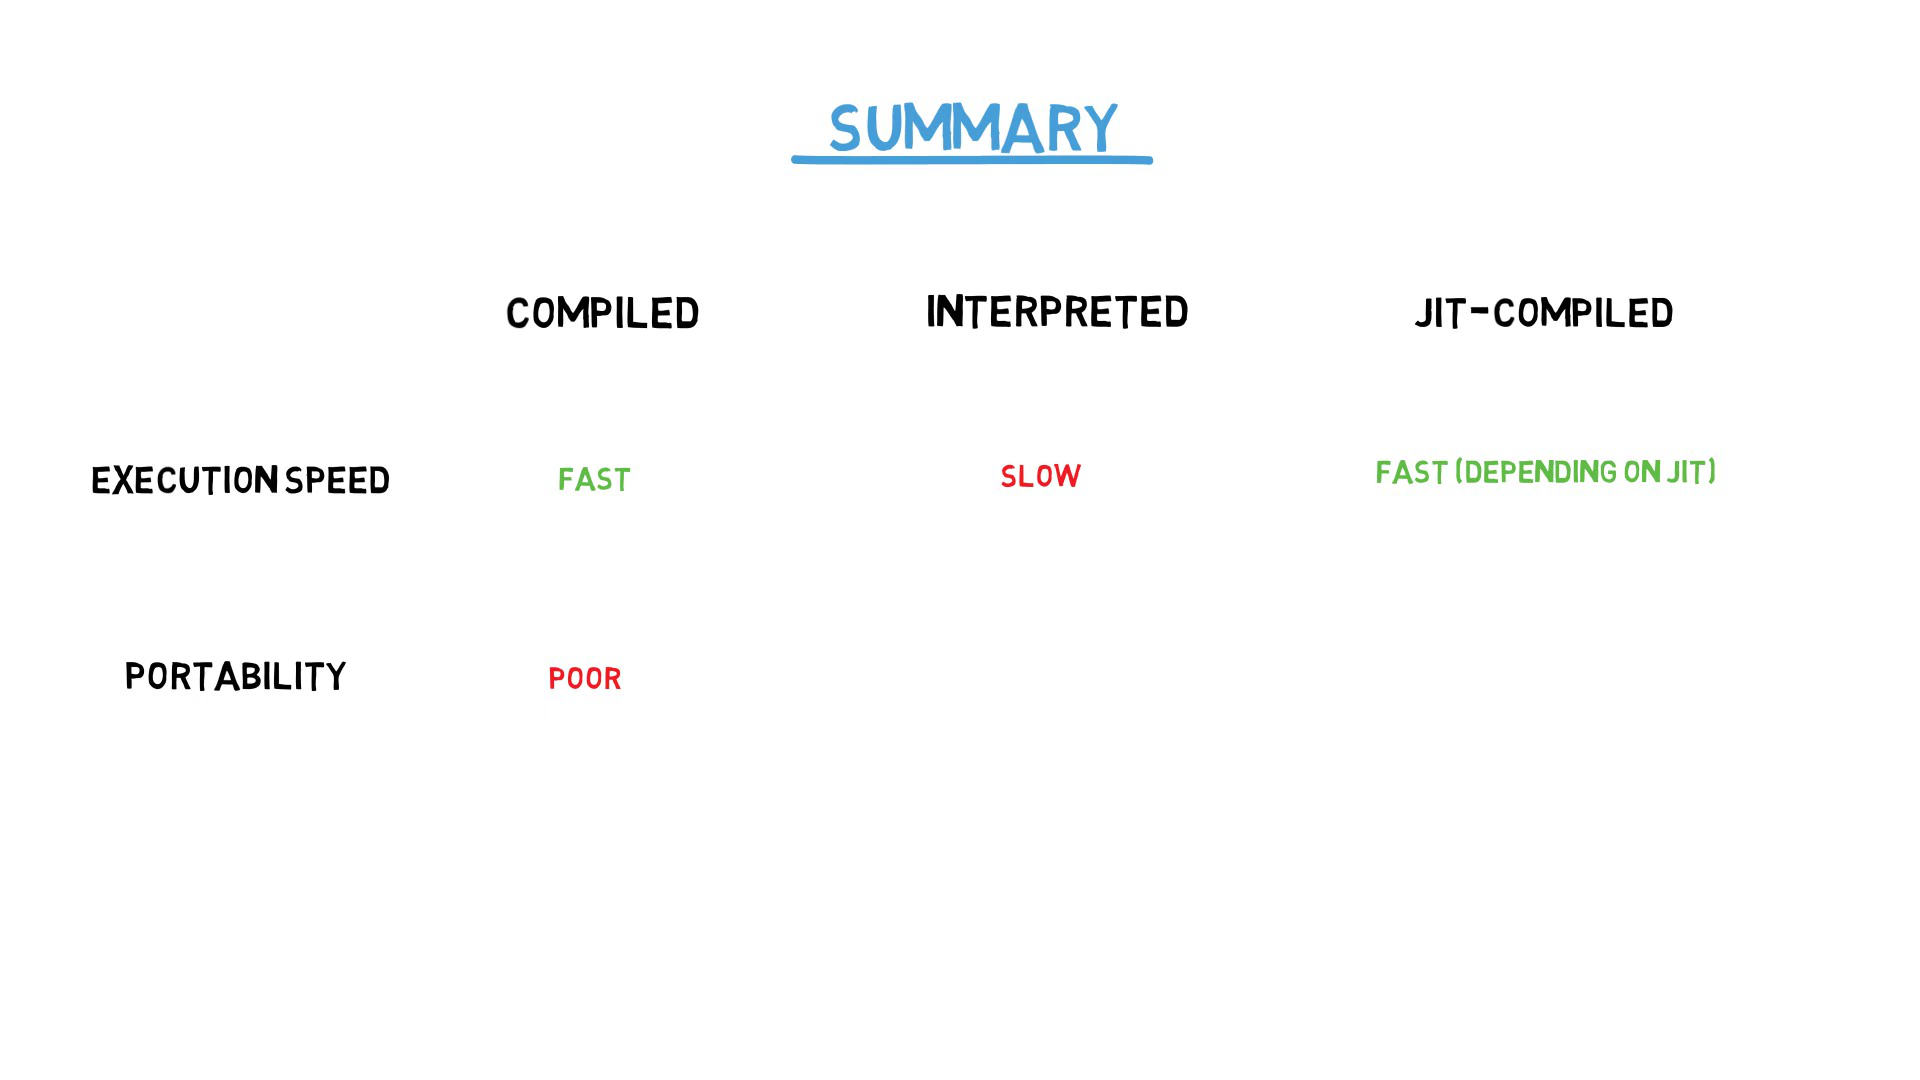 SUMMARY
COMPILED INTERPRETED JIT-COMPILED
EXECUTION SPEED FAST SLOW FAST (DEPENDING ON JIT)
PORTABILITY POOR